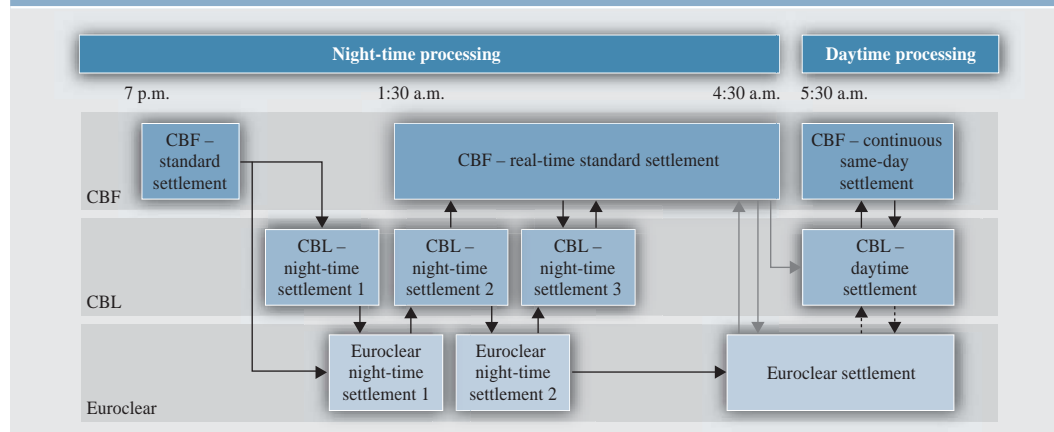 Night-time processing
Daytime processing
7 p.m.
1:30 a.m.
4:30 a.m.
5:30 a.m.
CBF –
standard
settlement
CBF – real-time standard settlement
CBF – continuous
same-day
settlement
CBF
CBL –
night-time
settlement 1
CBL –
night-time
settlement 2
CBL –
night-time
settlement 3
CBL –
daytime
settlement
CBL
Euroclear
night-time
settlement 1
Euroclear
night-time
settlement 2
Euroclear settlement
Euroclear